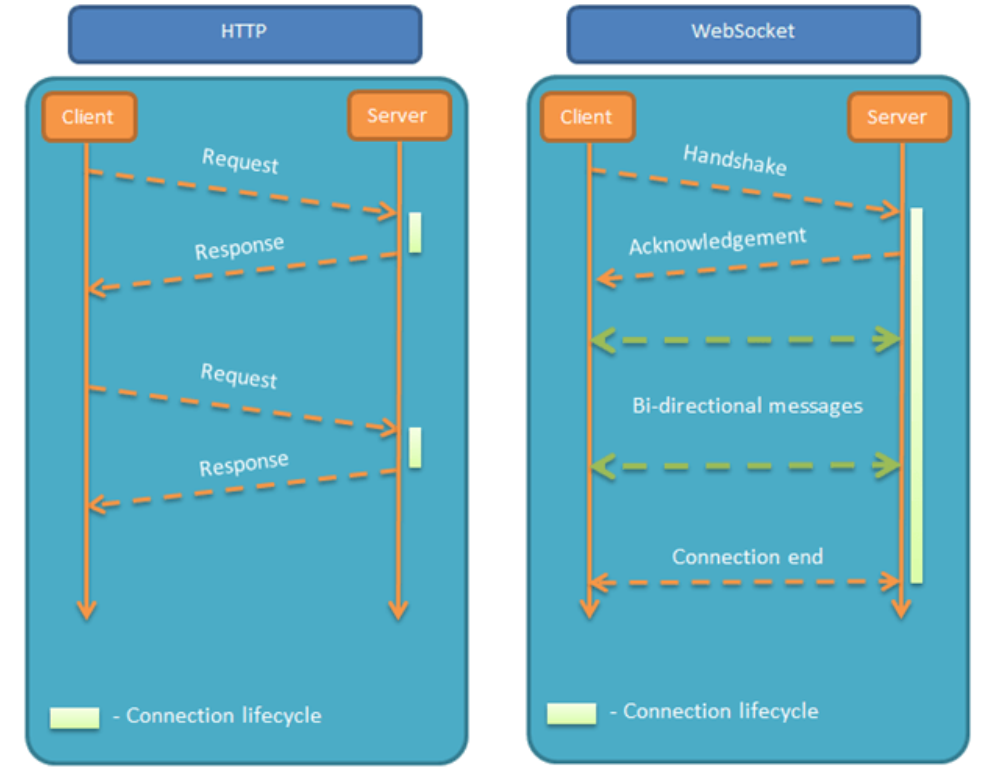 HTTP
Client
Server
Request
Response
Request
Response
- Connection lifecycle
WebSocket
Client
Server
Handshake
Acknowledgement
Bi-directional messages
Connection end
- Connection lifecycle